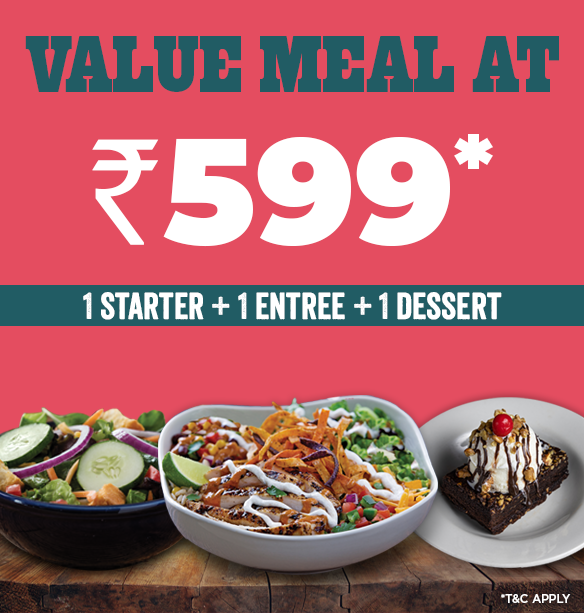 VALUE MEAL AT
₹599*
1 STARTER + 1 ENTREE + 1 DESSERT
*T&C APPLY